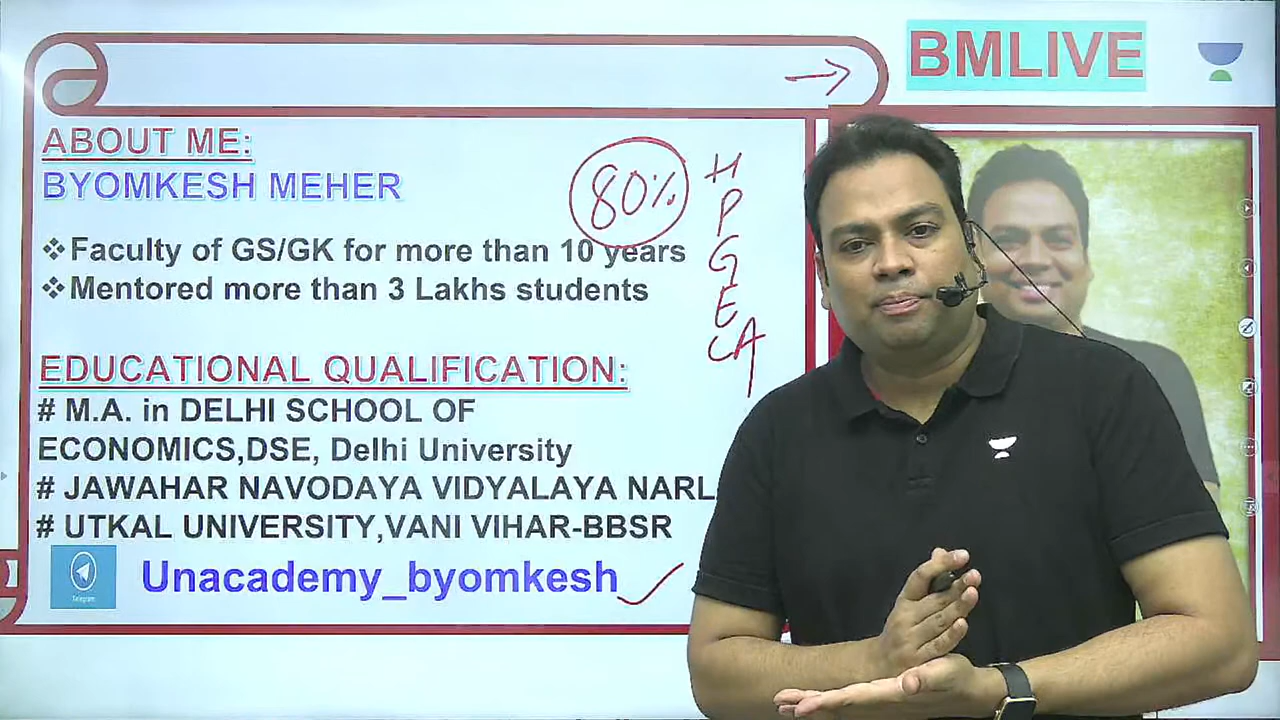 BMLIVE
ABOUT ME:
BYOMKESH MEHER
80%
H
P
G
E
CA
❖Faculty of GS/GK for more than 10 years
❖Mentored more than 3 Lakhs students
EDUCATIONAL QUALIFICATION:
# M.A. in DELHI SCHOOL OF
ECONOMICS,DSE, Delhi University
# JAWAHAR NAVODAYA VIDYALAYA NARL
# UTKAL UNIVERSITY,VANI VIHAR-BBSR
Telegram
Unacademy_byomkesh